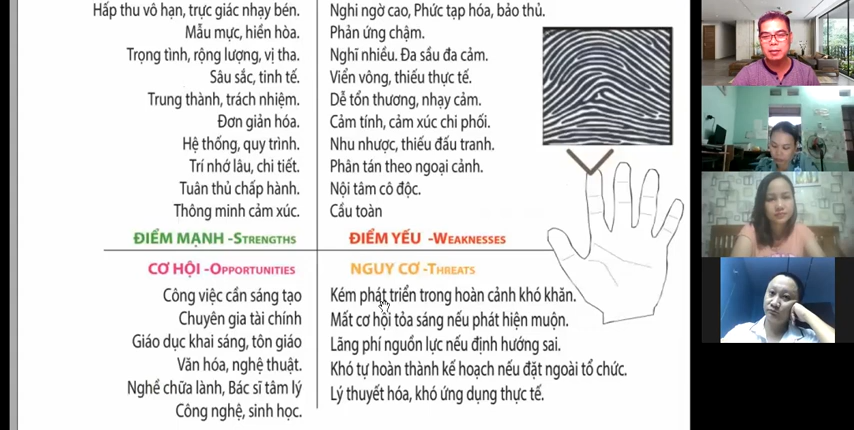 Hấp thu vô hạn, trực giác nhạy bén.
Mẫu mực, hiền hòa.
Trọng tình, rộng lượng, vị tha.
Sâu sắc, tinh tế.
Trung thành, trách nhiệm.
Đơn giản hóa.
Hệ thống, quy trình.
Trí nhớ lâu, chi tiết.
Tuân thủ chấp hành.
Thông minh cảm xúc.
ĐIỂM MẠNH -STRENGTHS
Nghi ngờ cao, Phức tạp hóa, bảo thủ.
Phản ứng chậm.
Nghĩ nhiều. Đa sầu đa cảm.
Viển vông, thiếu thực tế.
Dễ tổn thương, nhạy cảm.
Cảm tính, cảm xúc chi phối.
Nhu nhược, thiếu đấu tranh.
Phân tán theo ngoại cảnh.
Nội tâm cô độc.
Cầu toàn
ĐIỂM YẾU -WEAKNESSES
CƠ HỘI -OPPORTUNITIES
Công việc cần sáng tạo
Chuyên gia tài chính
Giáo dục khai sáng, tôn giáo
Văn hóa, nghệ thuật.
Nghề chữa lành, Bác sĩ tâm lý
Công nghệ, sinh học.
NGUY CƠ -THREATS
Kém phát triển trong hoàn cảnh khó khăn.
Mất cơ hội tỏa sáng nếu phát hiện muộn.
Lãng phí nguồn lực nếu định hướng sai.
Khó tự hoàn thành kế hoạch nếu đặt ngoài tổ chức.
Lý thuyết hóa, khó ứng dụng thực tế.